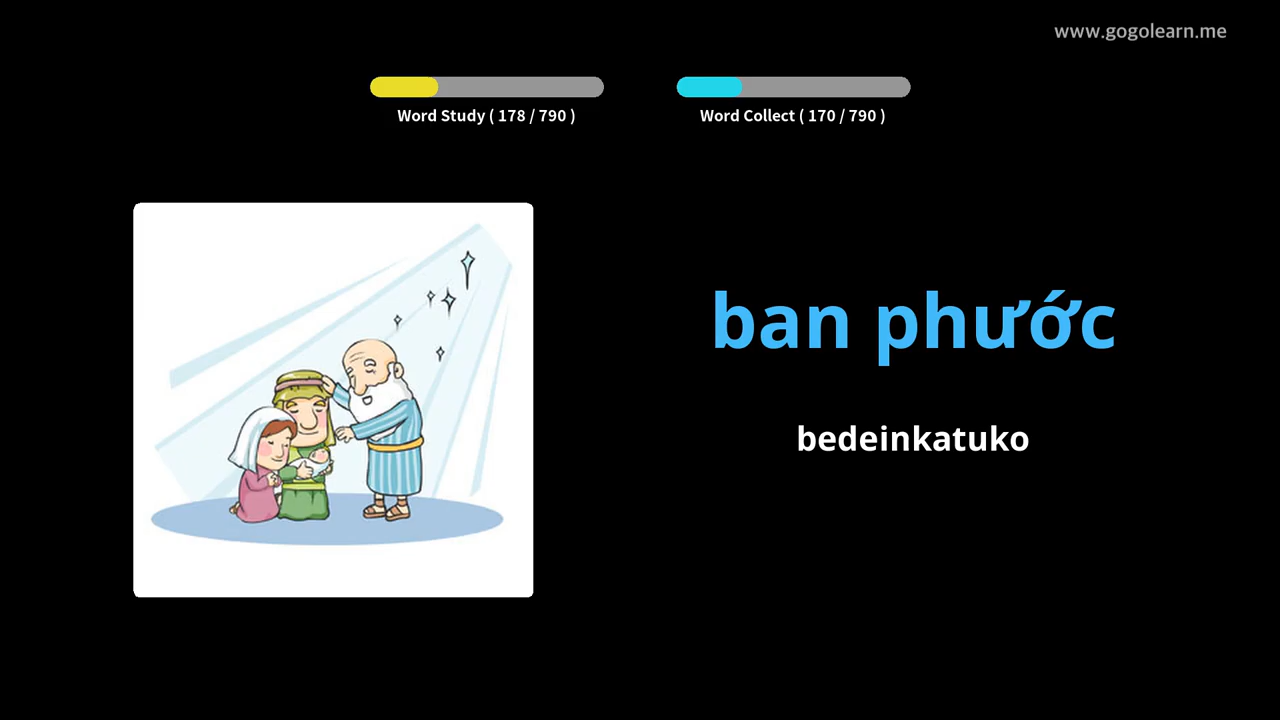 www.gogolearn.me
Word Study ( 178 / 790 )
Word Collect ( 170 / 790 )
ban phước
bedeinkatuko